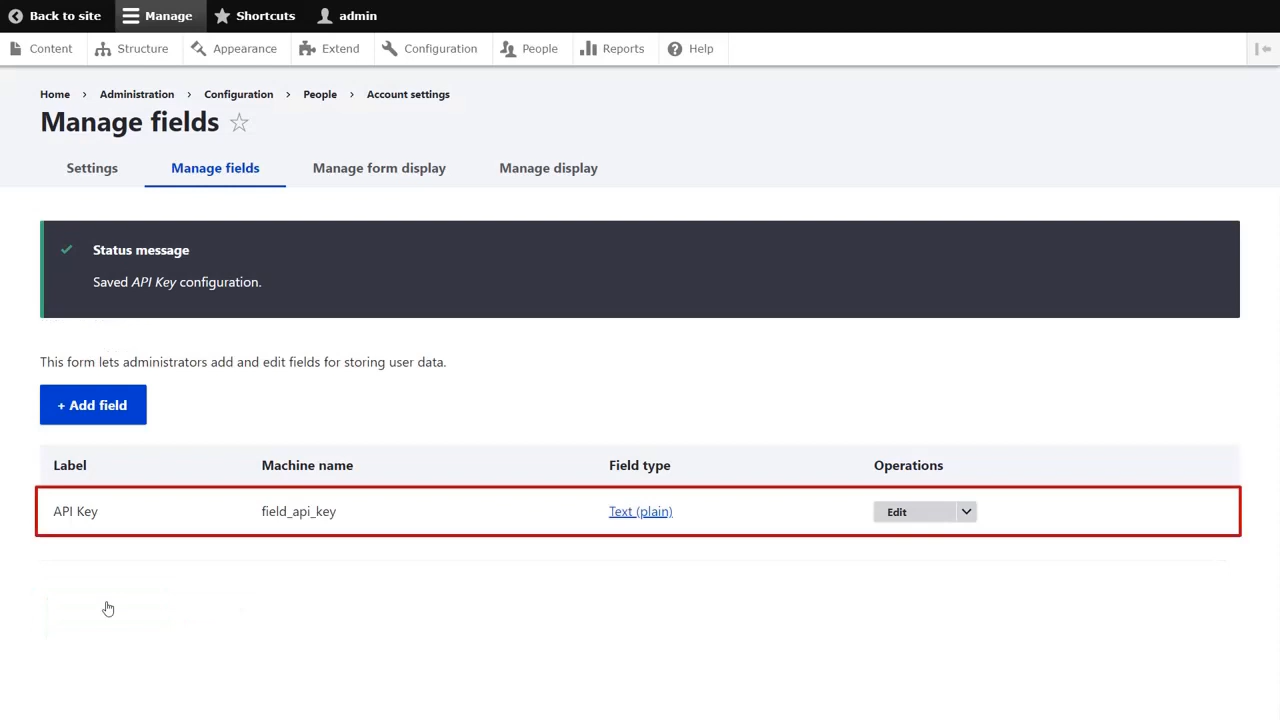 Back to site Manage Shortcuts admin
Content Structure Appearance Extend Configuration People Reports Help
Home › Administration › Configuration › People › Account settings
Manage fields
Settings Manage fields Manage form display Manage display
Status message
Saved API Key configuration.
This form lets administrators add and edit fields for storing user data.
+ Add field
Label Machine name Field type Operations
API Key field_api_key Text (plain) Edit